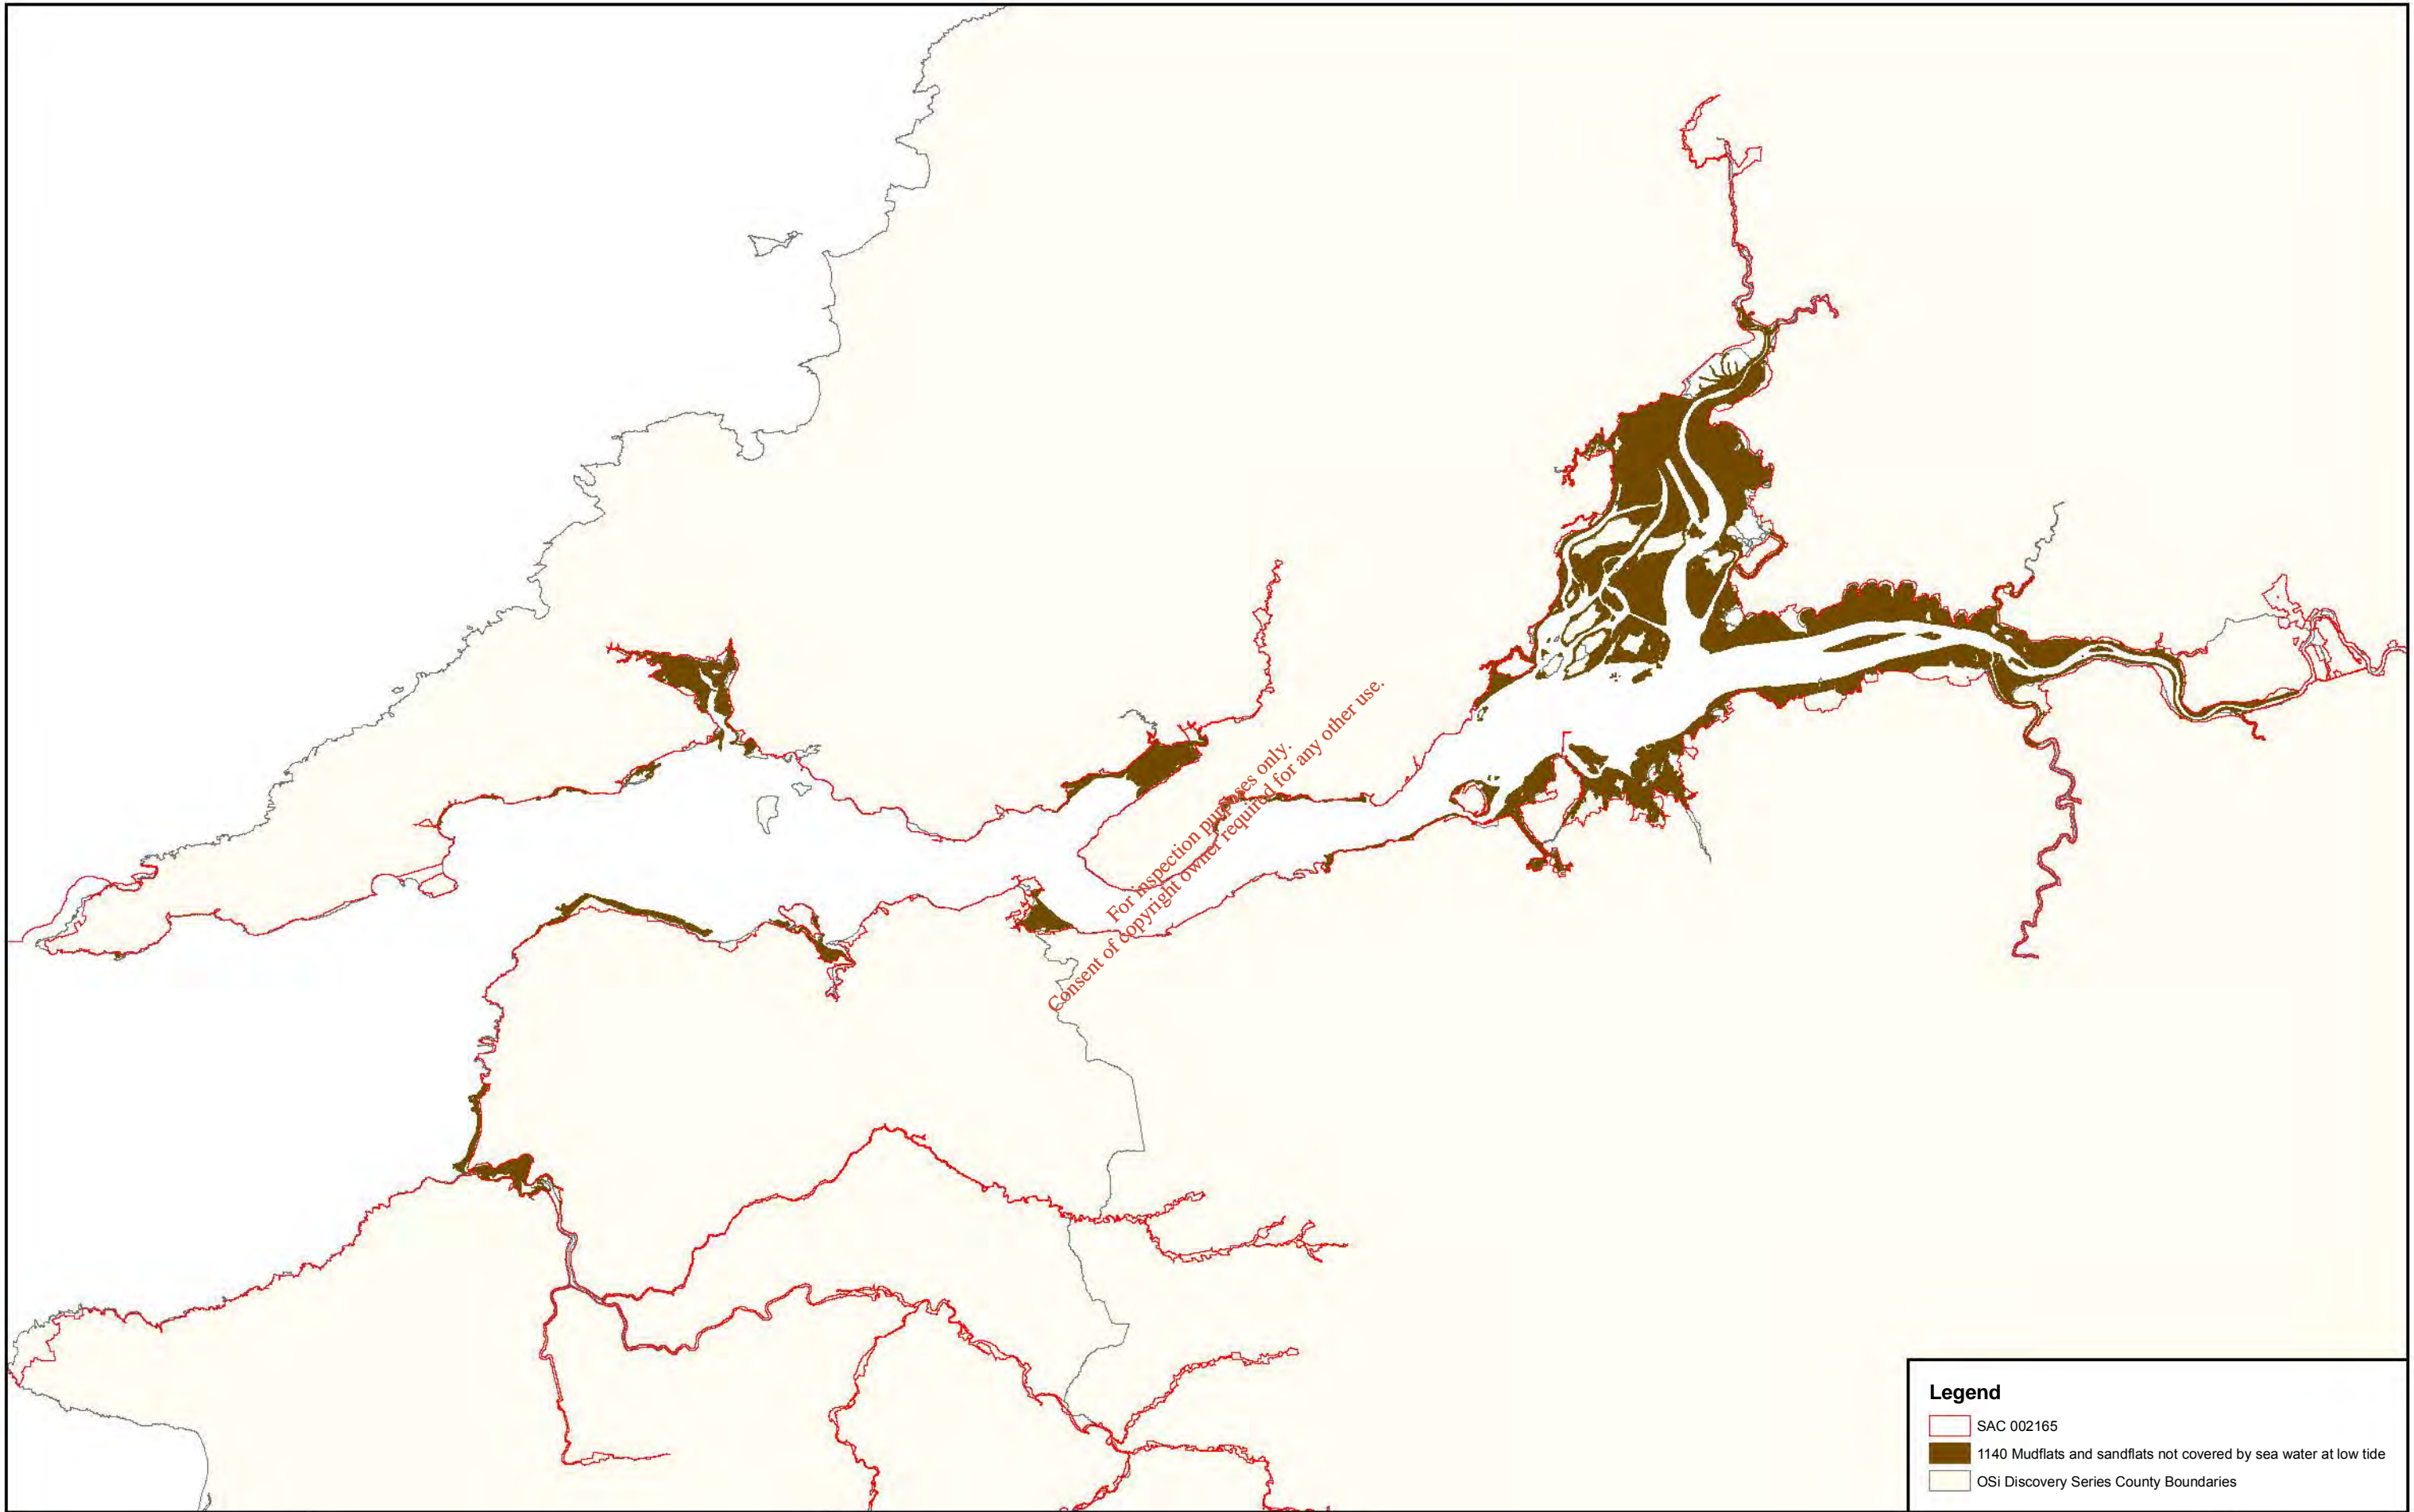 For inspection purposes only.
Consent of copyright owner required for any other use.
Legend
SAC 002165
1140 Mudflats and sandflats not covered by sea water at low tide
OSi Discovery Series County Boundaries